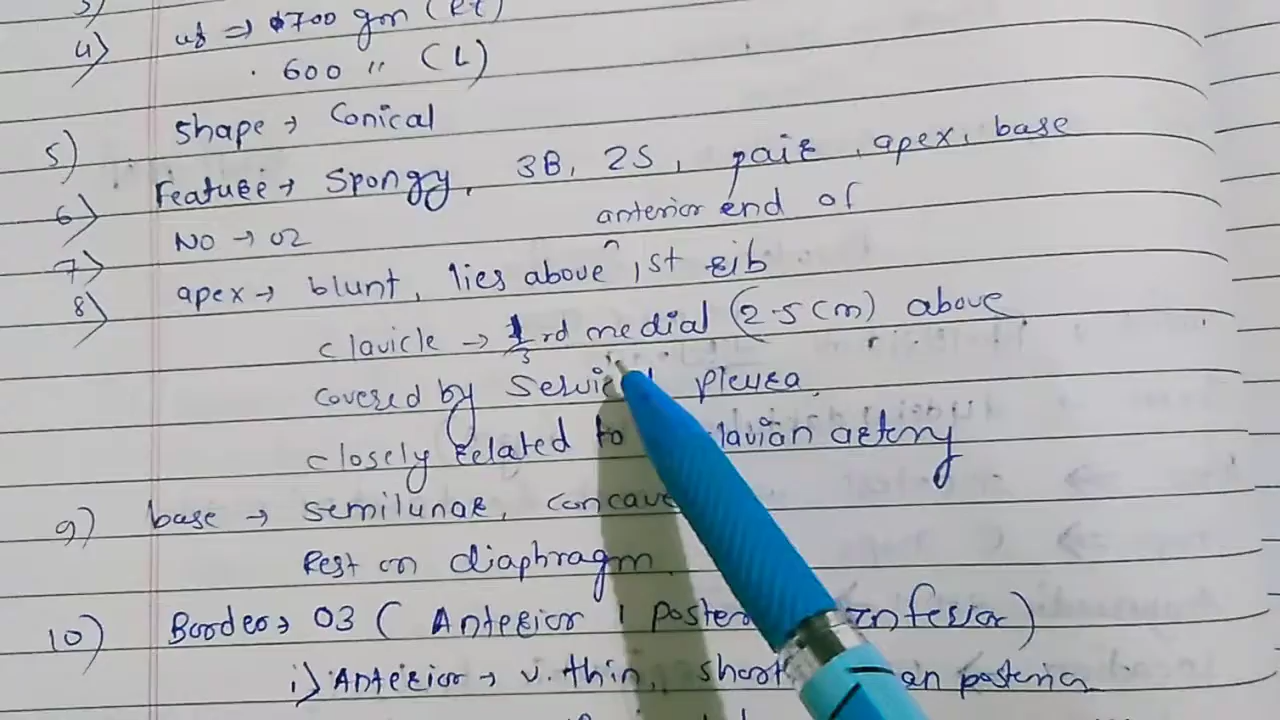 4) wt ⇒ 700 gm (Rt)
600 " (L)
5) Shape → Conical
6) Feature → Spongy, 3B, 2S, pair, apex, base
7) NO → 02
anterior end of
8) apex → blunt, lies above ^ 1st rib
clavicle → 1/3 rd medial (2.5 cm) above
covered by Pleura
closely related to artery
9) base → semilunar, concave
Rest on diaphragm
10) Border → 03 (Anterior | Inferior)
i) Anterior → v. thin, posterior